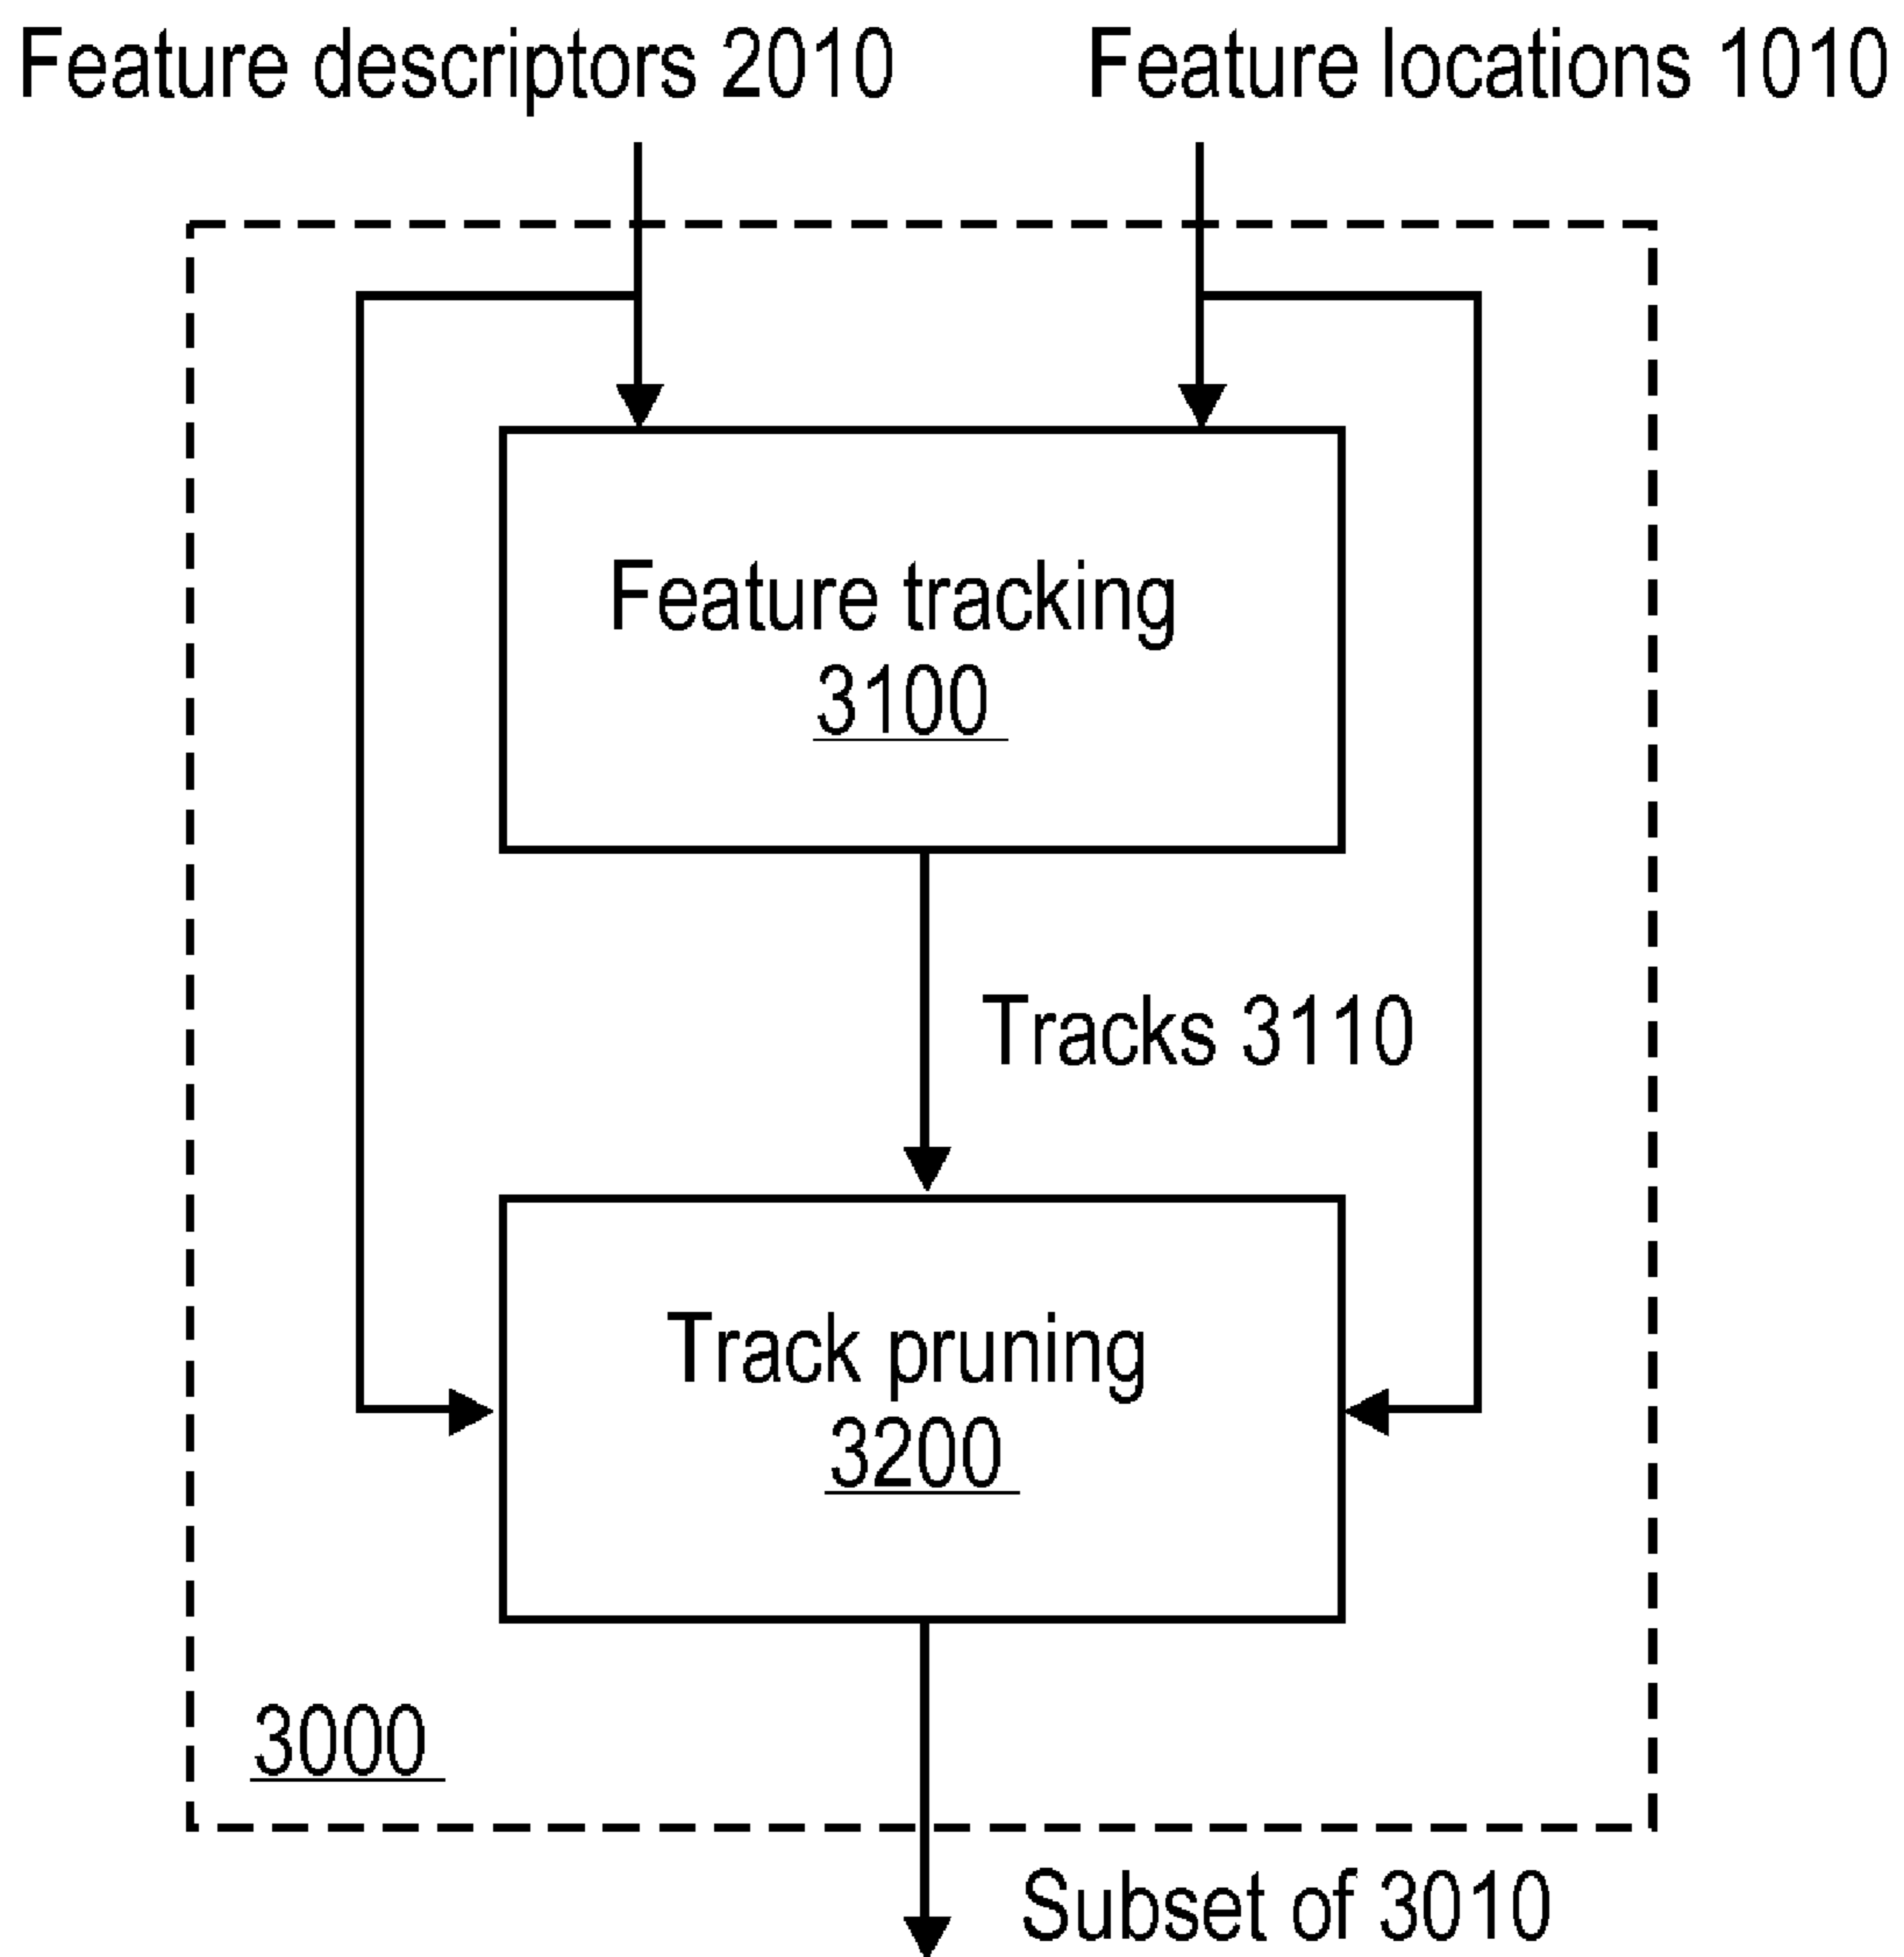 Feature descriptors 2010
Feature locations 1010
Feature tracking
3100
Tracks 3110
Track pruning
3200
3000
Subset of 3010